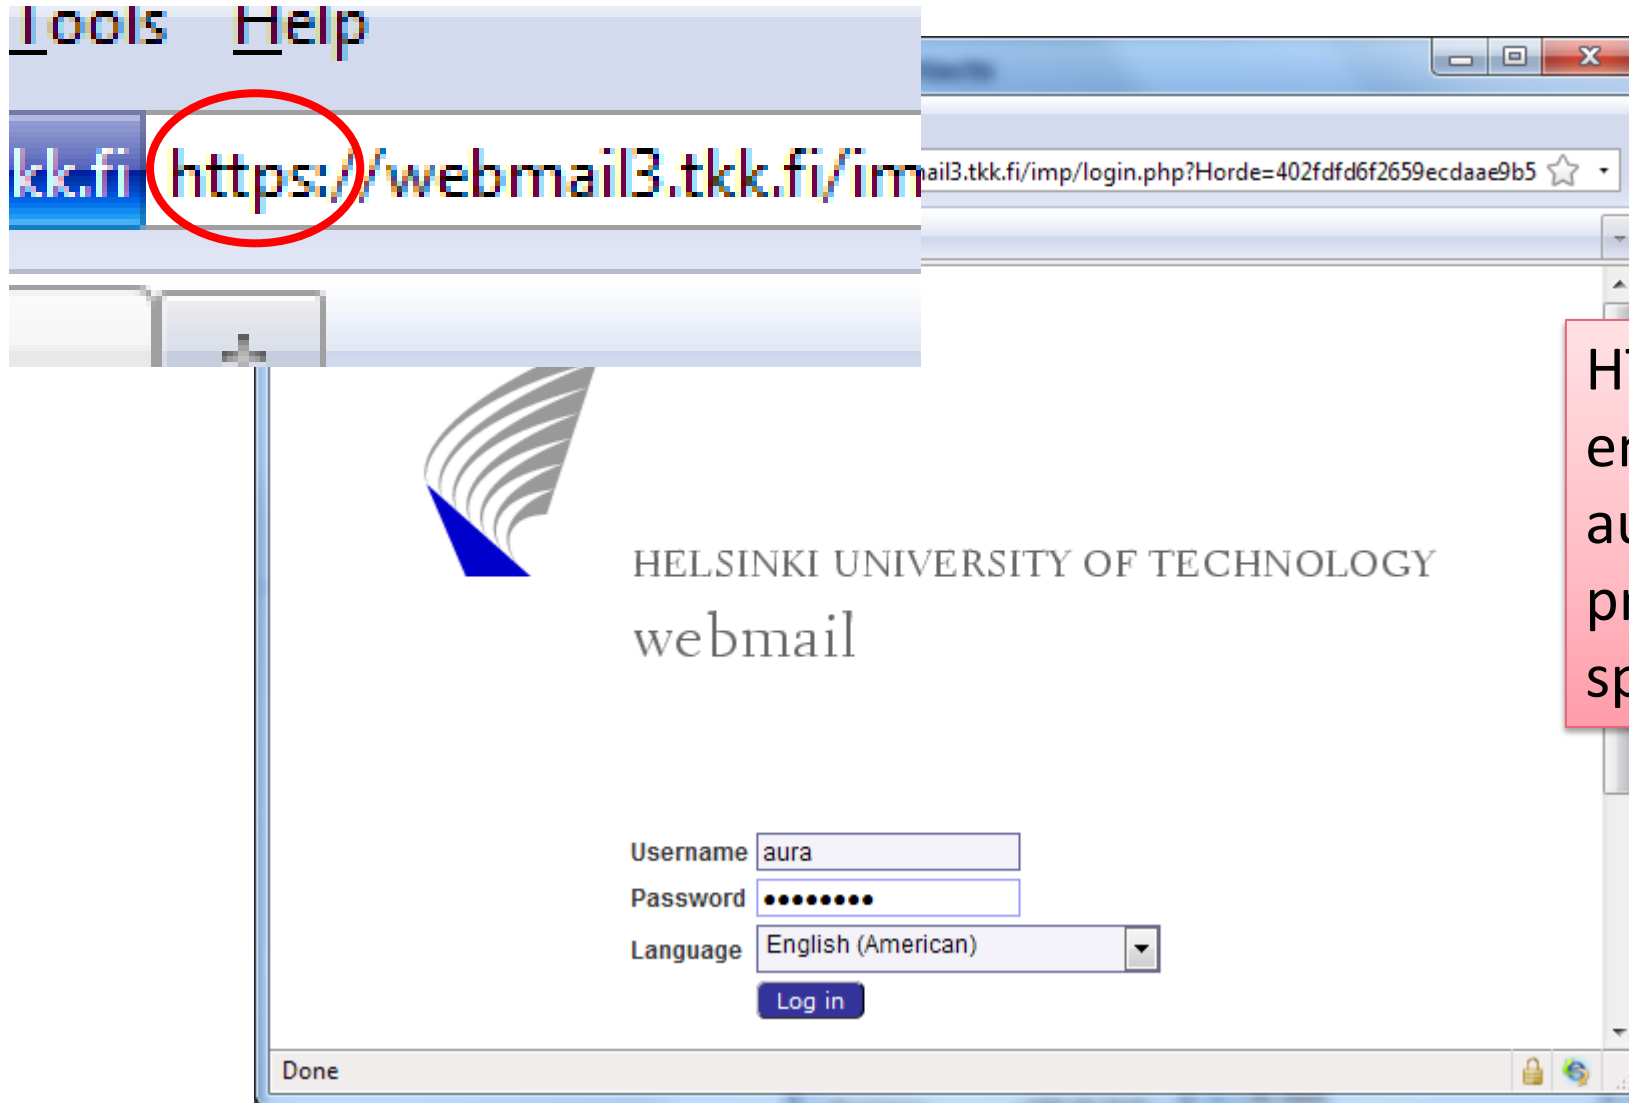 Tools Help
kk.fi https://webmail3.tkk.fi/im
ail3.tkk.fi/imp/login.php?Horde=402fdfd6f2659ecdaae9b5
HELSINKI UNIVERSITY OF TECHNOLOGY
webmail
Username aura
Password ••••••••
Language English (American)
Log in
Done